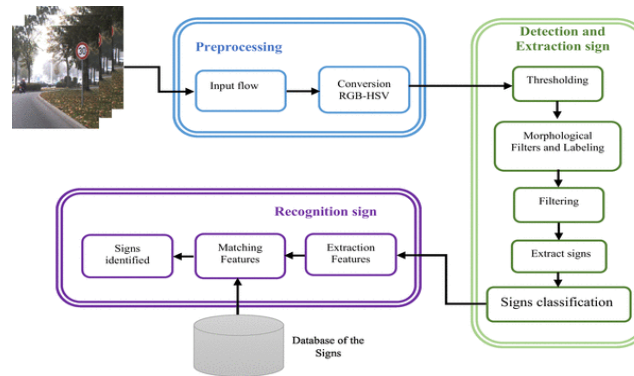 Preprocessing
Input flow
Conversion
RGB-HSV
Detection and
Extraction sign
Thresholding
Morphological
Filters and Labeling
Filtering
Extract signs
Signs classification
Recognition sign
Extraction
Features
Matching
Features
Signs
identified
Database of the
Signs